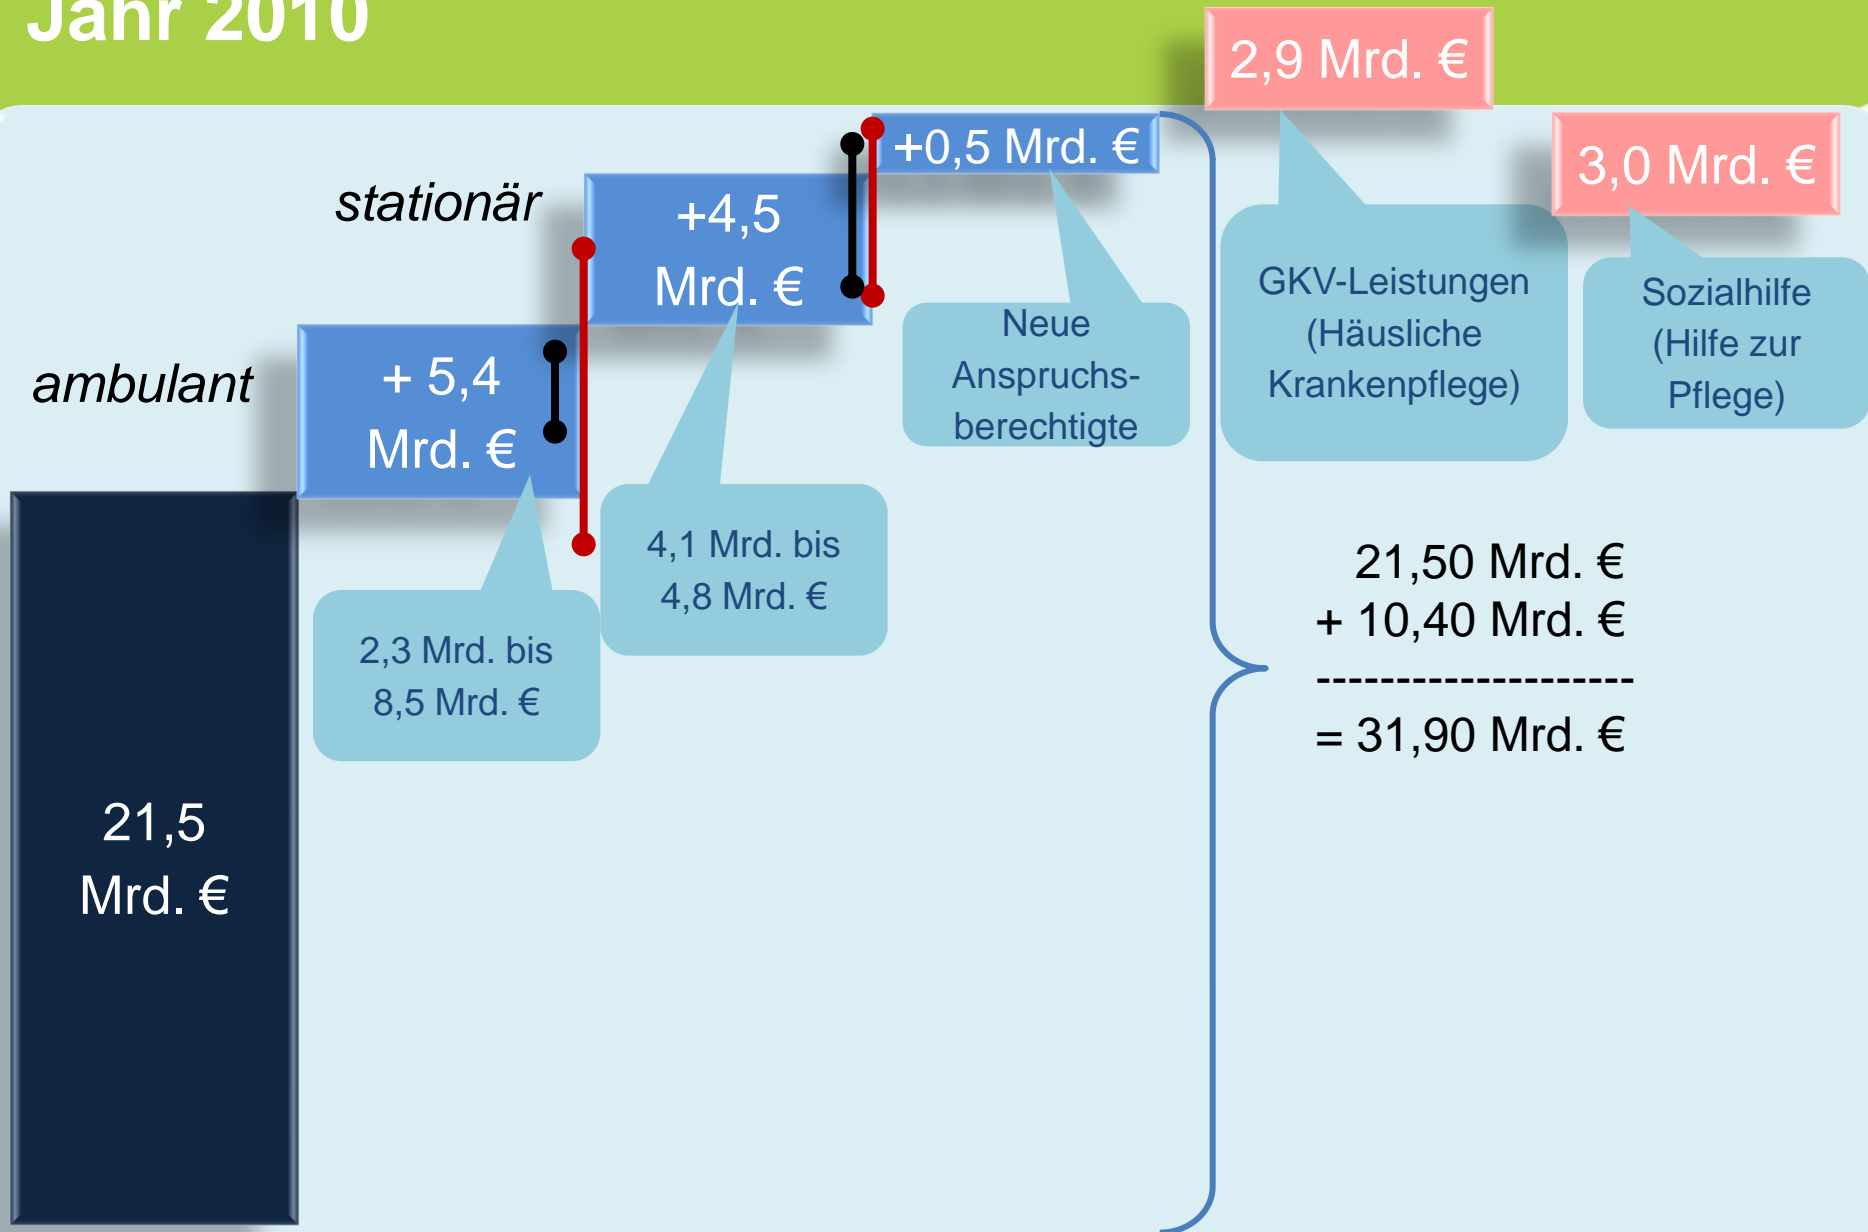 Jahr 2010
2,9 Mrd. €
+0,5 Mrd. €
3,0 Mrd. €
stationär
+4,5
Mrd. €
ambulant
+ 5,4
Mrd. €
Neue
Anspruchs-
berechtigte
GKV-Leistungen
(Häusliche
Krankenpflege)
Sozialhilfe
(Hilfe zur
Pflege)
4,1 Mrd. bis
4,8 Mrd. €
2,3 Mrd. bis
8,5 Mrd. €
21,50 Mrd. €
+ 10,40 Mrd. €
--------------------
= 31,90 Mrd. €
21,5
Mrd. €